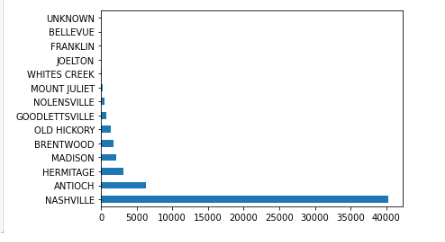 UNKNOWN
BELLEVUE
FRANKLIN
JOELTON
WHITES CREEK
MOUNT JULIET
NOLENSVILLE
GOODLETTSVILLE
OLD HICKORY
BRENTWOOD
MADISON
HERMITAGE
ANTIOCH
NASHVILLE
0 5000 10000 15000 20000 25000 30000 35000 40000